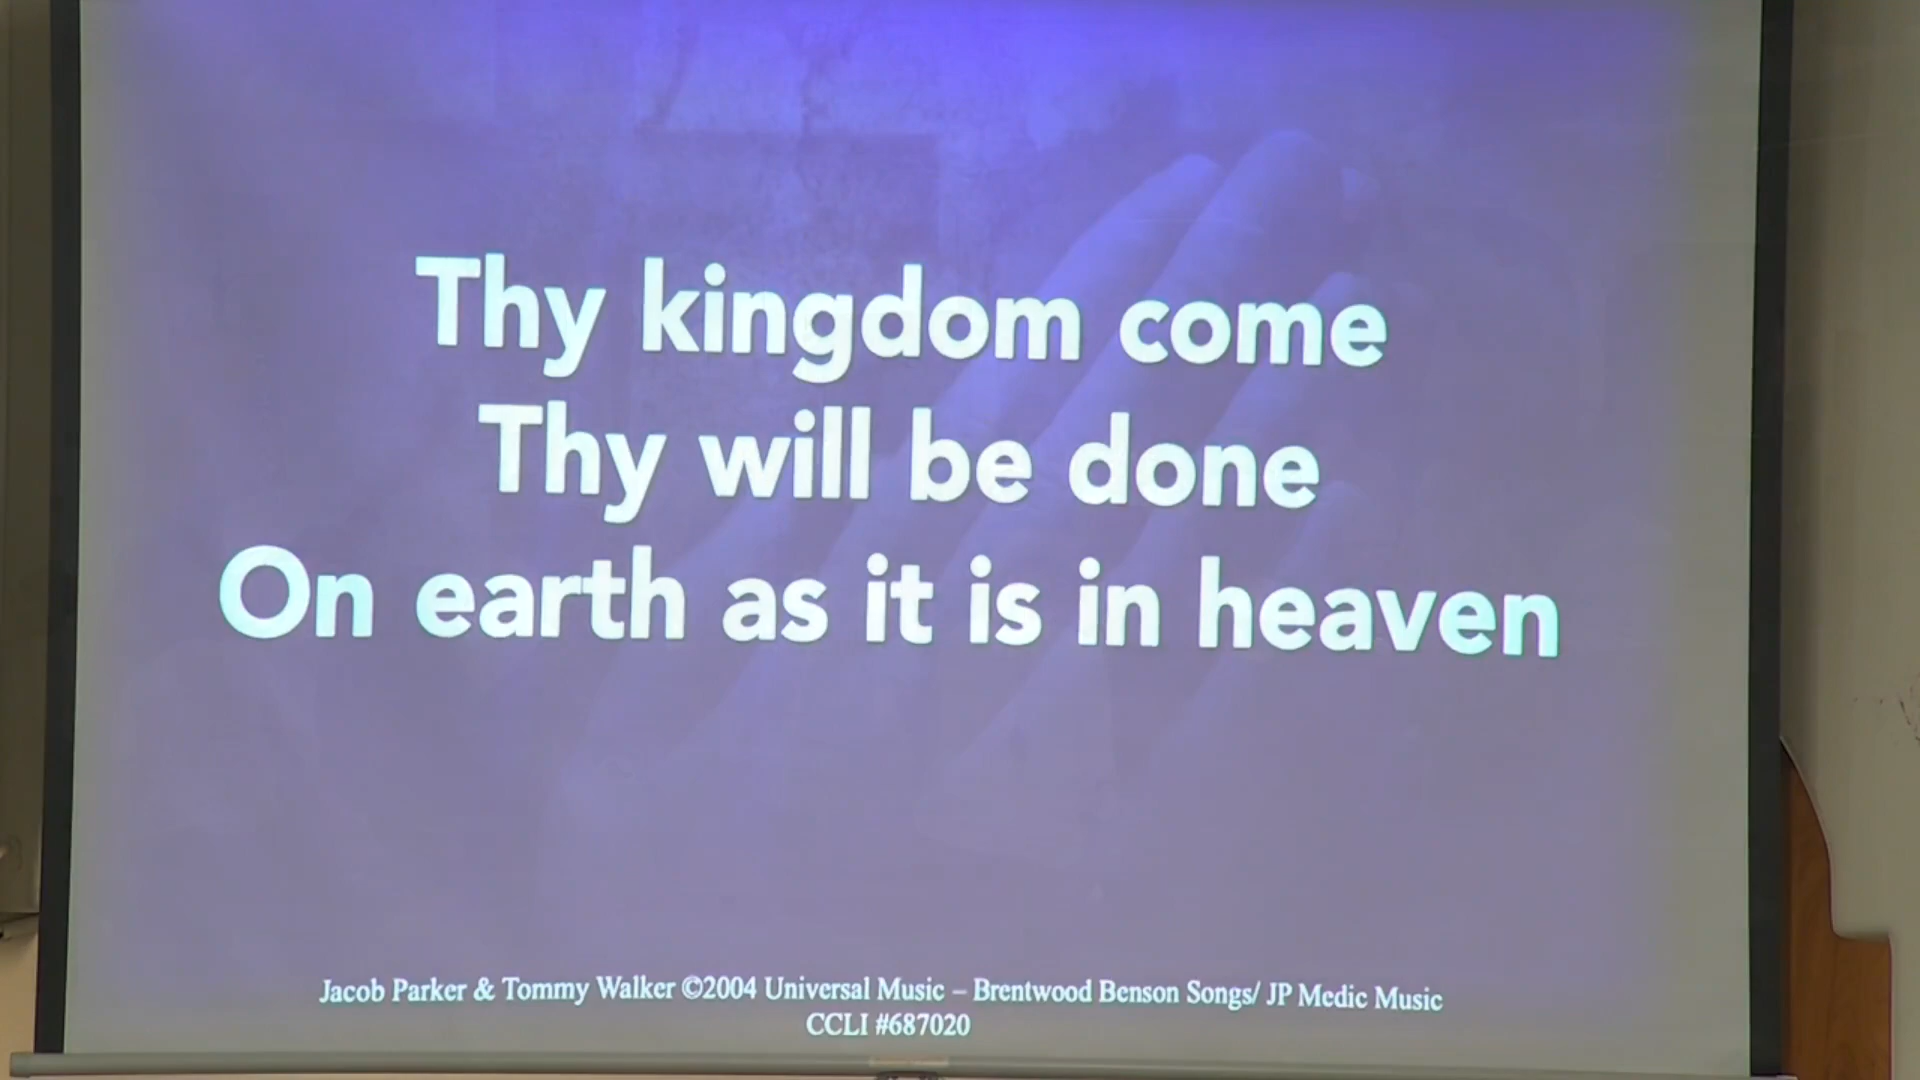 Thy kingdom come
Thy will be done
On earth as it is in heaven
Jacob Parker & Tommy Walker ©2004 Universal Music – Brentwood Benson Songs/ JP Medic Music
CCLI #687020